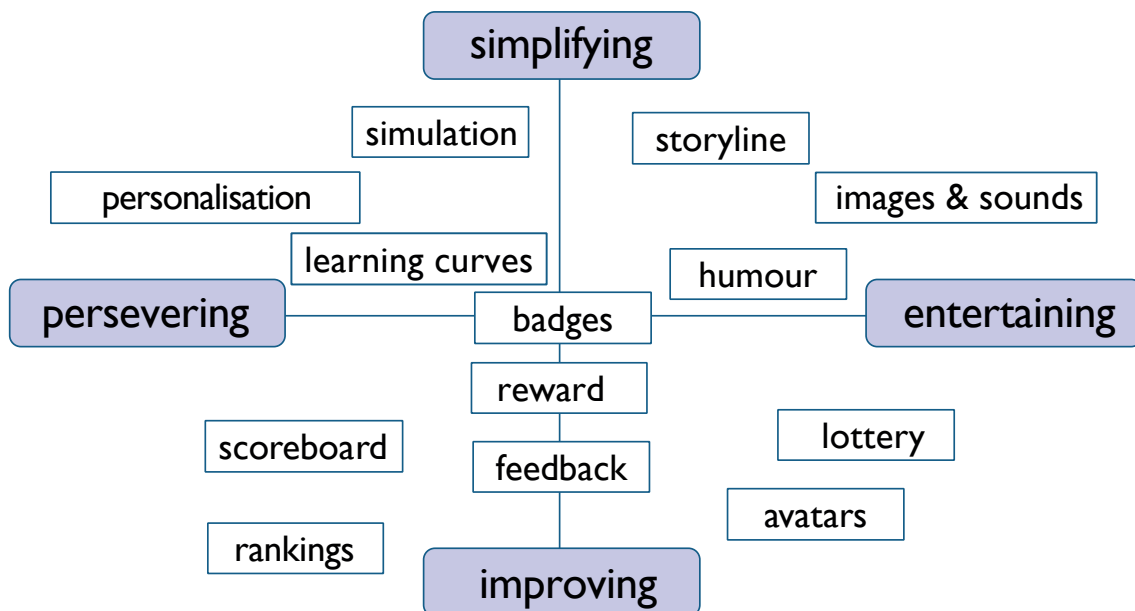 simplifying
simulation
storyline
personalisation
images & sounds
learning curves
humour
persevering
badges
entertaining
reward
scoreboard
lottery
feedback
avatars
rankings
improving